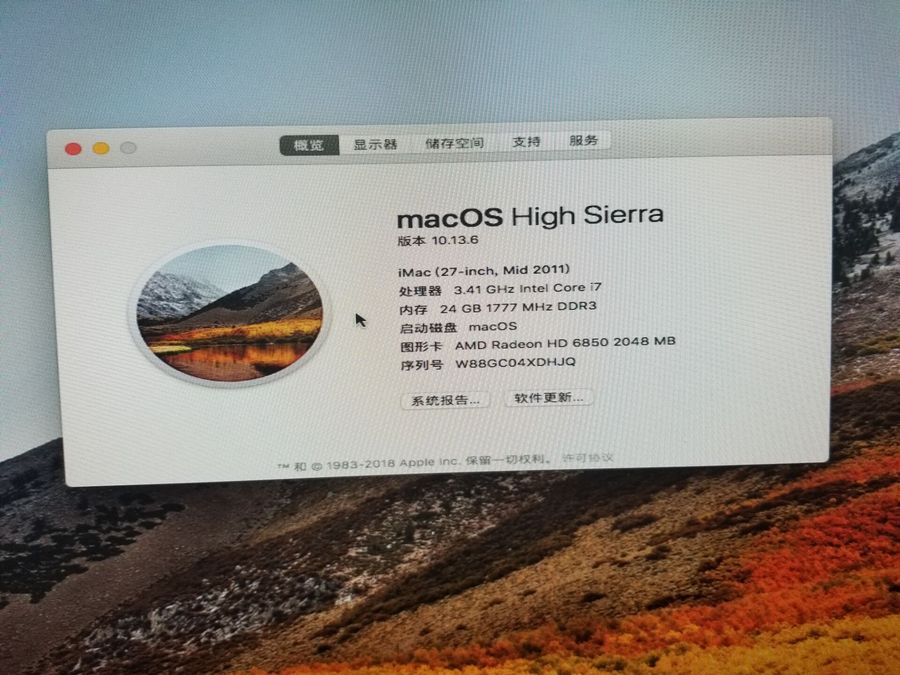 概览 显示器 储存空间 支持 服务
macOS High Sierra
版本 10.13.6
iMac (27-inch, Mid 2011)
处理器 3.41 GHz Intel Core i7
内存 24 GB 1777 MHz DDR3
启动磁盘 macOS
图形卡 AMD Radeon HD 6850 2048 MB
序列号 W88GC04XDHJQ
系统报告... 软件更新...
™ 和 © 1983-2018 Apple Inc. 保留一切权利。 许可协议